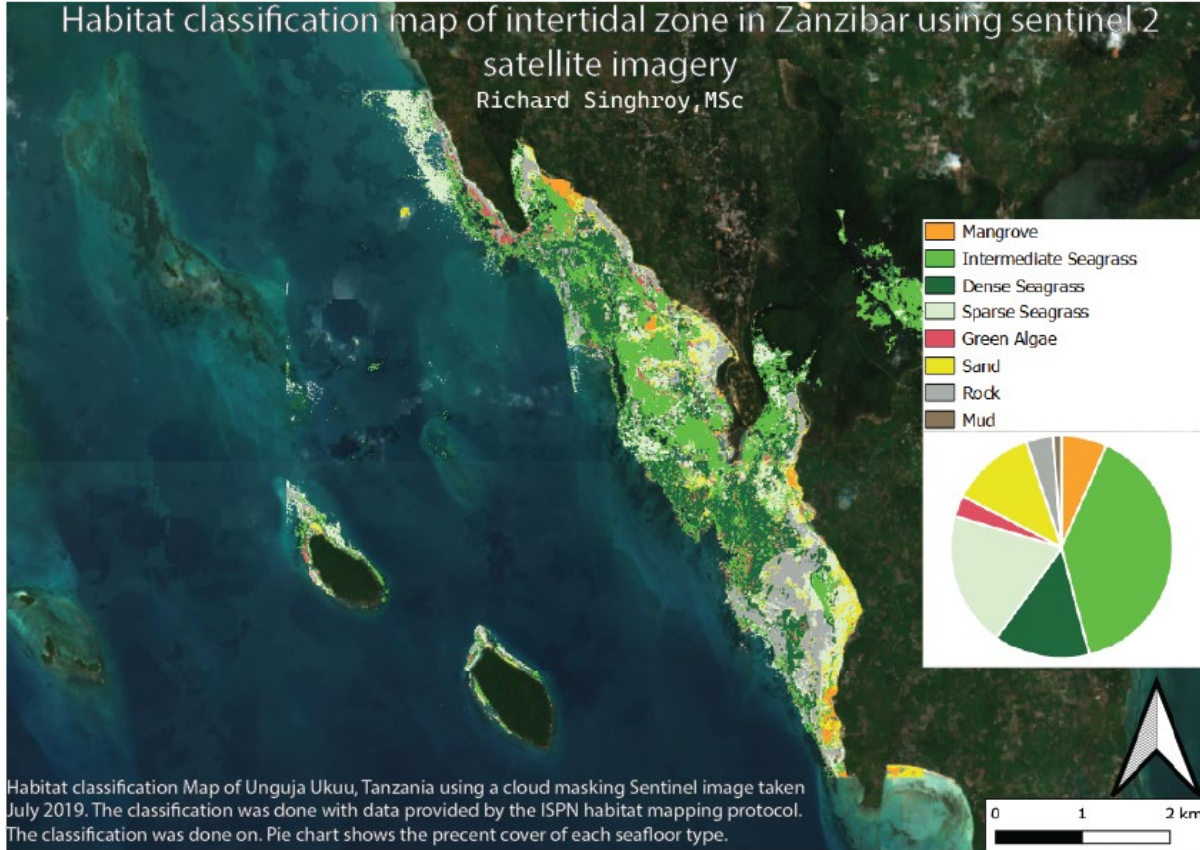 Habitat classification map of intertidal zone in Zanzibar using sentinel 2
satellite imagery
Richard Singhroy,MSc
Mangrove
Intermediate Seagrass
Dense Seagrass
Sparse Seagrass
Green Algae
Sand
Rock
Mud
Habitat classification Map of Unguja Ukuu, Tanzania using a cloud masking Sentinel image taken
July 2019. The classification was done with data provided by the ISPN habitat mapping protocol.
The classification was done on. Pie chart shows the precent cover of each seafloor type.
0 1 2 km